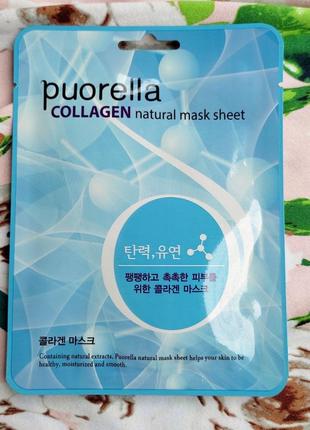 puorella
COLLAGEN natural mask sheet
탄력,유연
팽팽하고 촉촉한 피부를
위한 콜라겐 마스크
콜라겐 마스크
Containing natural extracts, Puorella natural mask sheet helps your skin to be
healthy, moisturized and smooth.